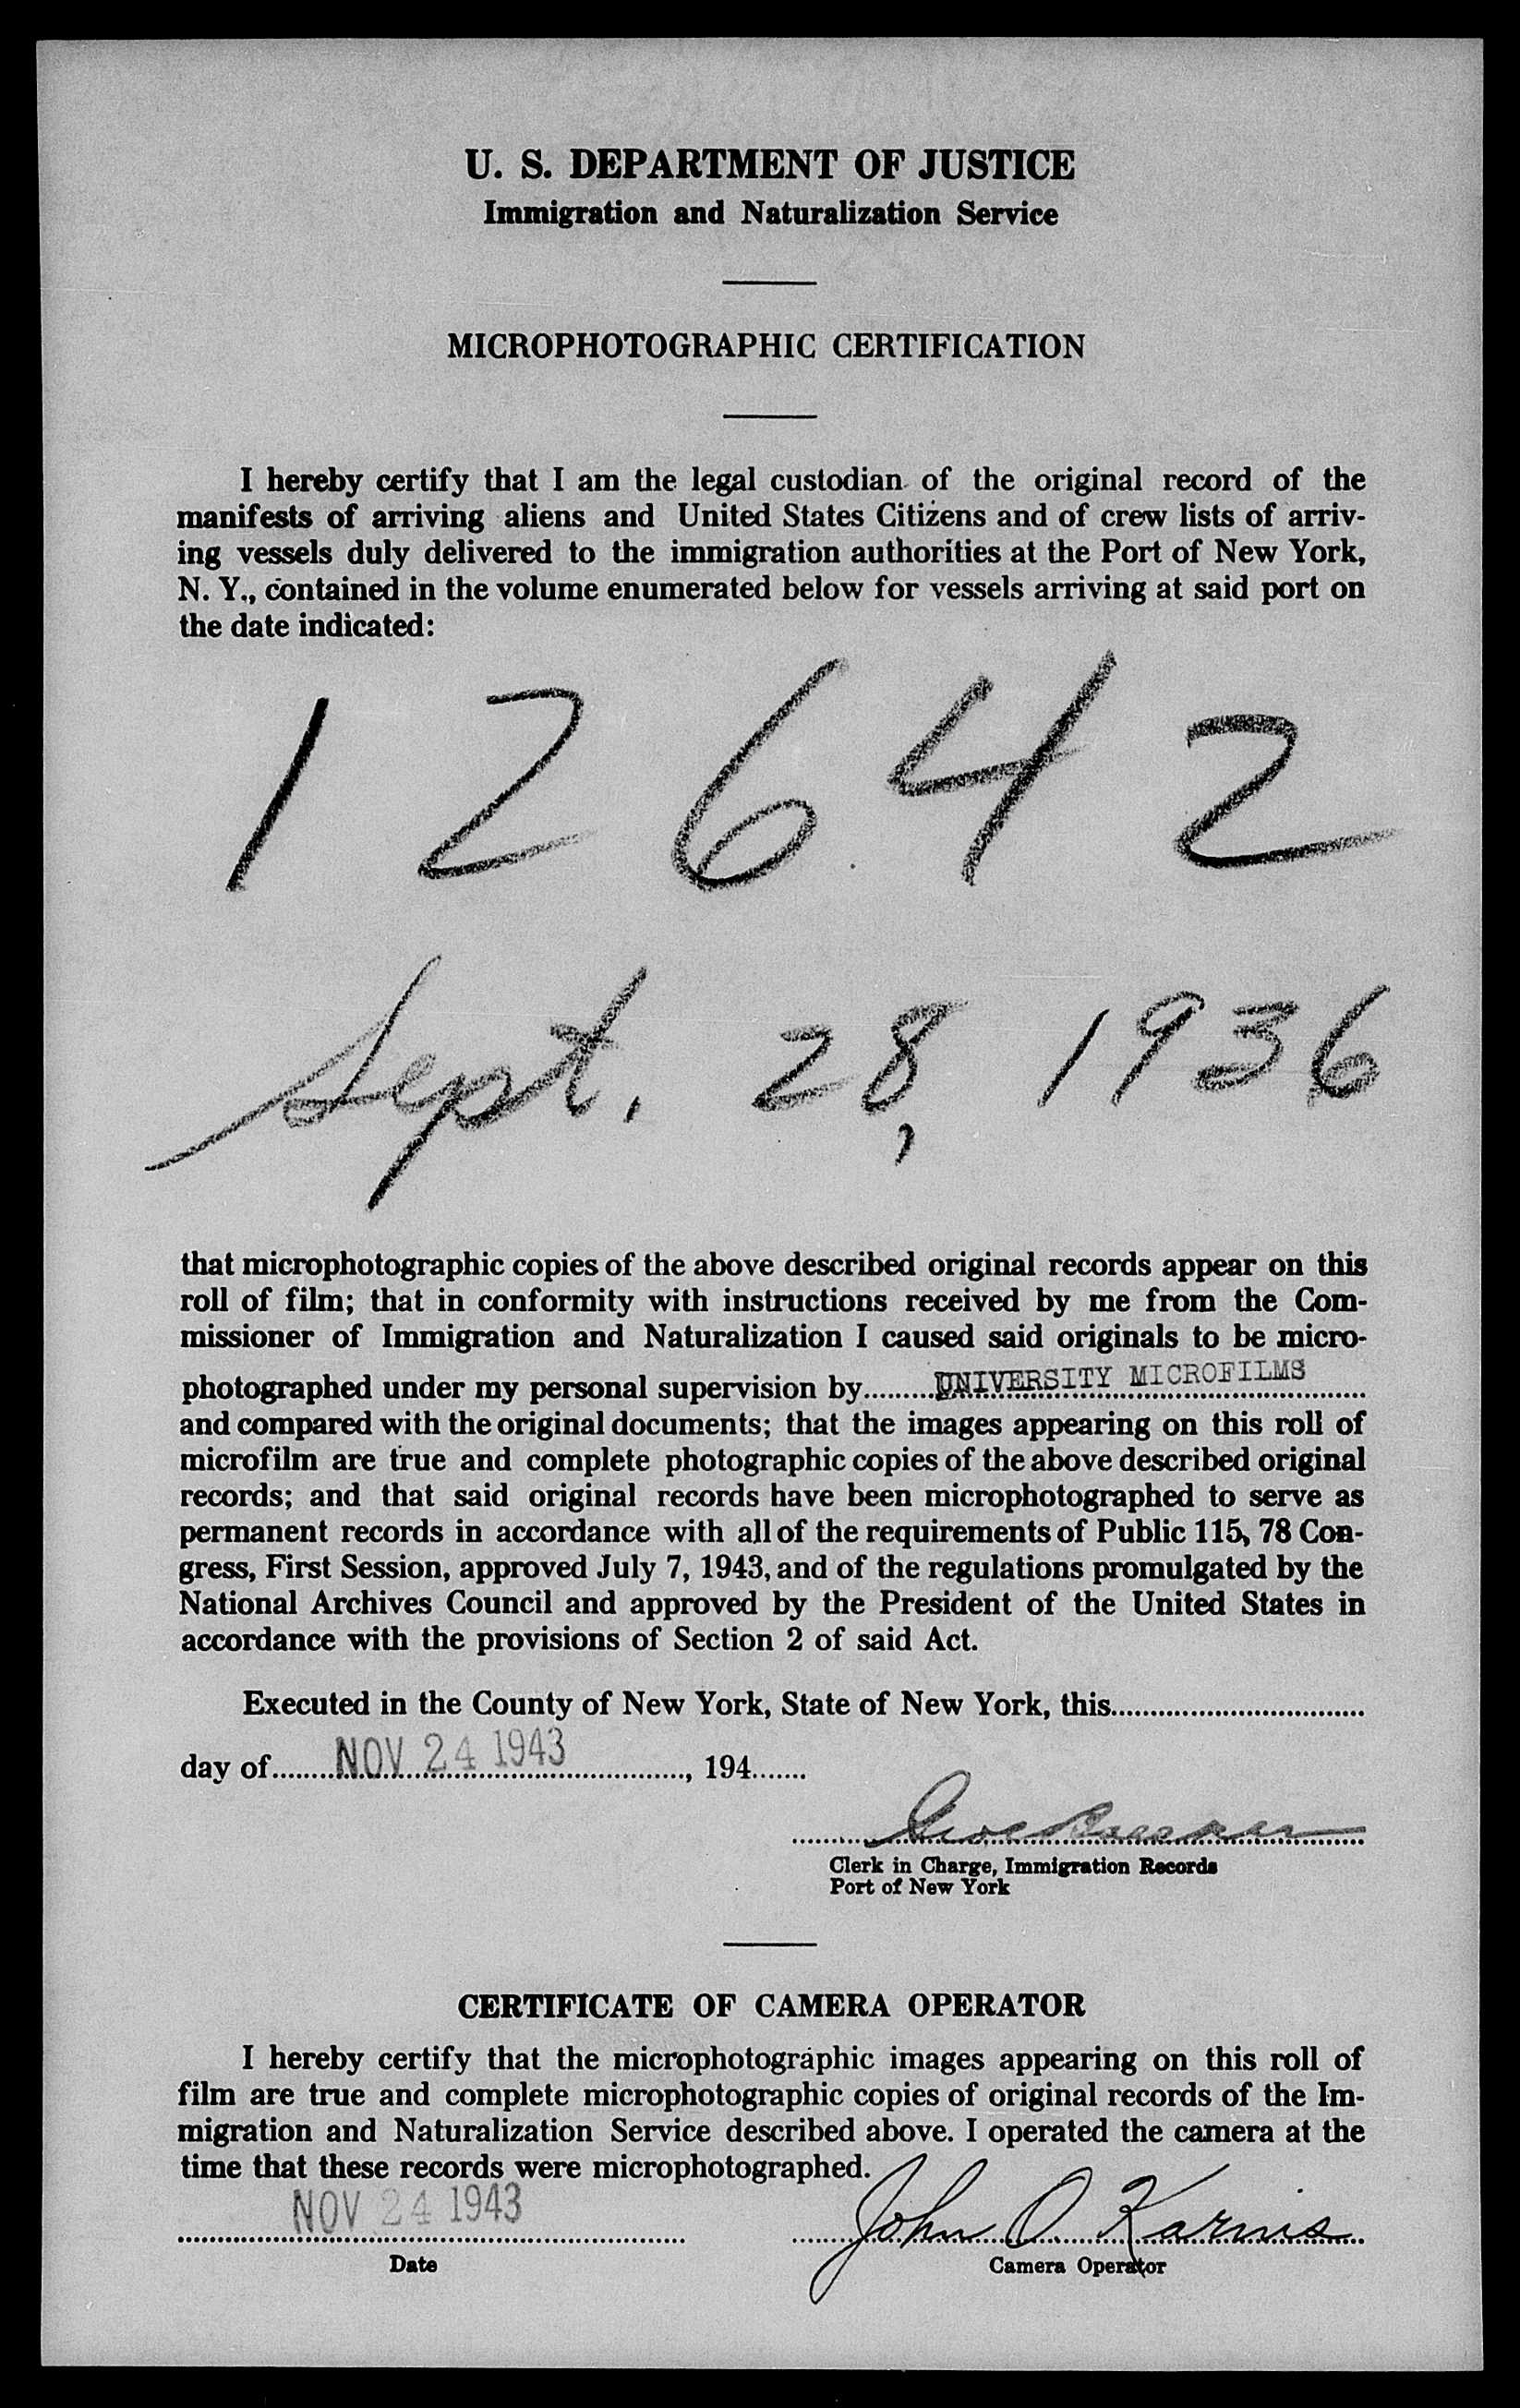 U. S. DEPARTMENT OF JUSTICE
Immigration and Naturalization Service
MICROPHOTOGRAPHIC CERTIFICATION
I hereby certify that I am the legal custodian of the original record of the
manifests of arriving aliens and United States Citizens and of crew lists of arriv-
ing vessels duly delivered to the immigration authorities at the Port of New York,
N. Y., contained in the volume enumerated below for vessels arriving at said port on
the date indicated:
12642
Sept. 28, 1936
that microphotographic copies of the above described original records appear on this
roll of film; that in conformity with instructions received by me from the Com-
missioner of Immigration and Naturalization I caused said originals to be micro-
photographed under my personal supervision by UNIVERSITY MICROFILMS
and compared with the original documents; that the images appearing on this roll of
microfilm are true and complete photographic copies of the above described original
records; and that said original records have been microphotographed to serve as
permanent records in accordance with all of the requirements of Public 115, 78 Con-
gress, First Session, approved July 7, 1943, and of the regulations promulgated by the
National Archives Council and approved by the President of the United States in
accordance with the provisions of Section 2 of said Act.
Executed in the County of New York, State of New York, this
day of NOV 24 1943, 194
Clerk in Charge, Immigration Records
Port of New York
CERTIFICATE OF CAMERA OPERATOR
I hereby certify that the microphotographic images appearing on this roll of
film are true and complete microphotographic copies of original records of the Im-
migration and Naturalization Service described above. I operated the camera at the
time that these records were microphotographed.
NOV 24 1943 John O. Karnis
Date Camera Operator